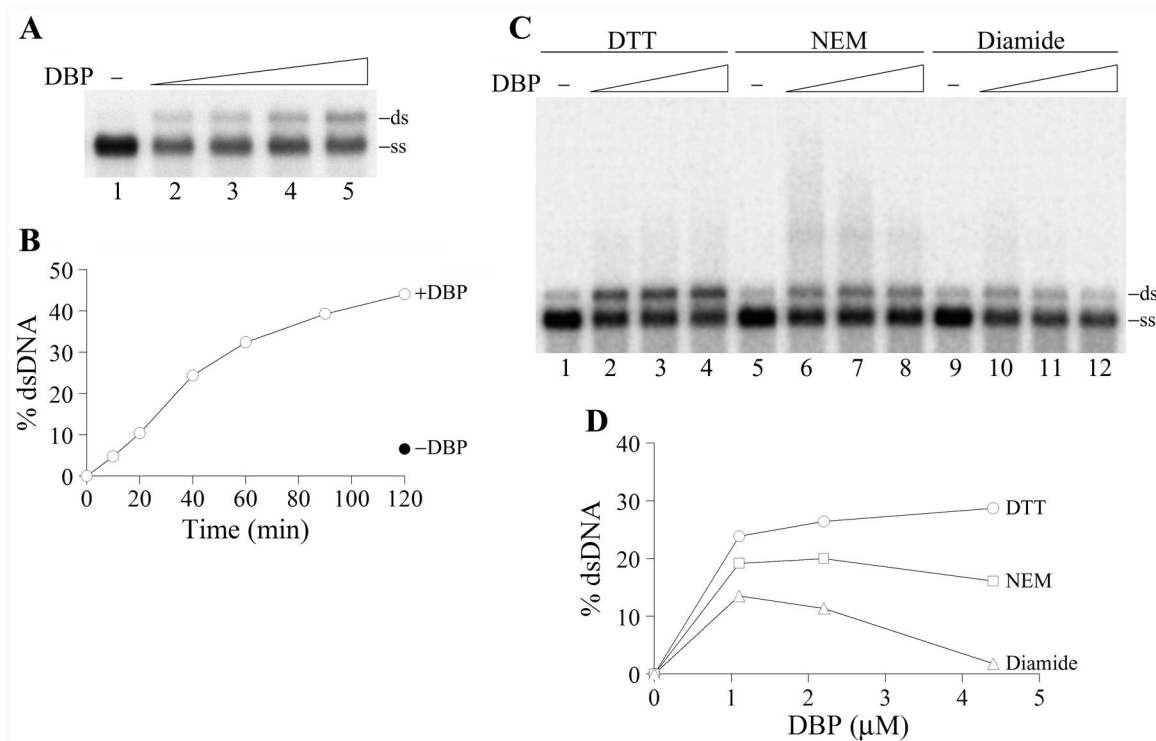 A
DBP –
–ds
–ss
1 2 3 4 5
B
% dsDNA
50
40
30
20
10
0
+DBP
–DBP
0 20 40 60 80 100 120
Time (min)
C
DTT NEM Diamide
DBP – – –
–ds
–ss
1 2 3 4 5 6 7 8 9 10 11 12
D
% dsDNA
40
30
20
10
0
DTT
NEM
Diamide
0 1 2 3 4 5
DBP (μM)